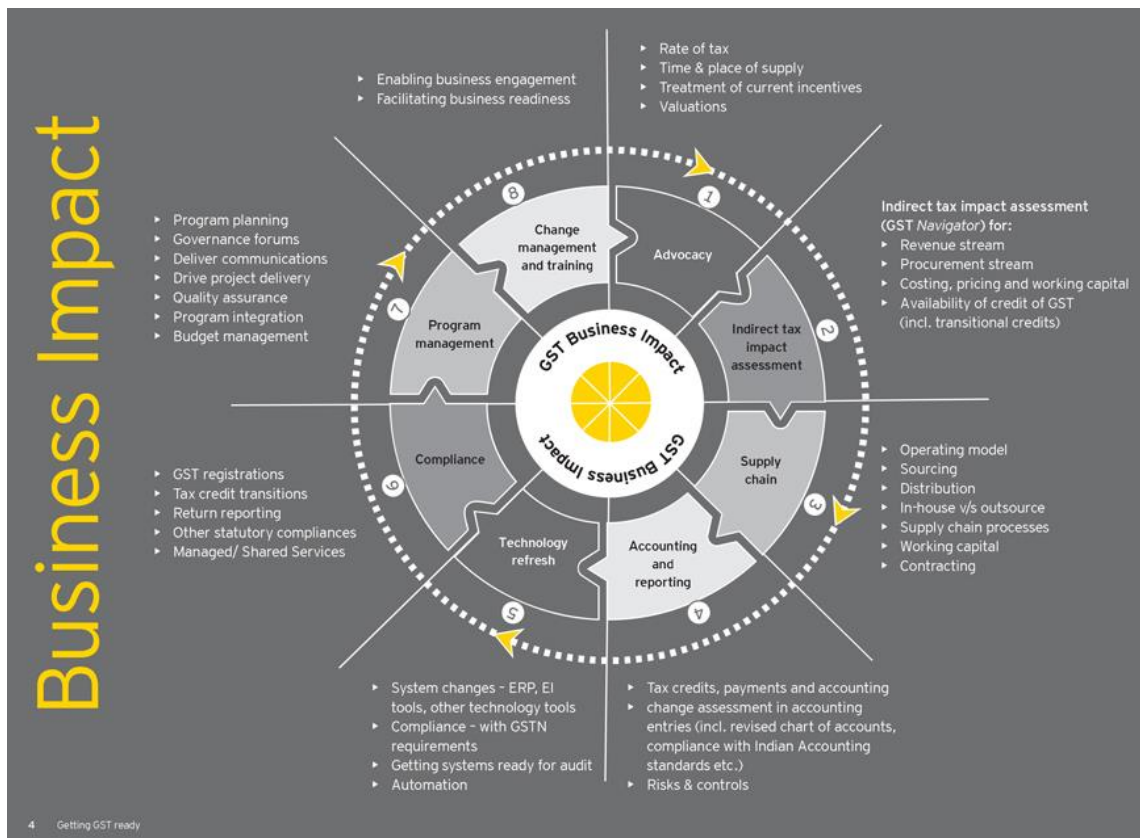 Business Impact
Enabling business engagement
Facilitating business readiness
Rate of tax
Time & place of supply
Treatment of current incentives
Valuations
Program planning
Governance forums
Deliver communications
Drive project delivery
Quality assurance
Program integration
Budget management
Indirect tax impact assessment
(GST Navigator) for:
Revenue stream
Procurement stream
Costing, pricing and working capital
Availability of credit of GST
(incl. transitional credits)
8
Change
management
and training
1
Advocacy
7
Program
management
2
Indirect tax
impact
assessment
GST Business Impact
GST Business Impact
6
Compliance
3
Supply
chain
5
Technology
refresh
4
Accounting
and
reporting
GST registrations
Tax credit transitions
Return reporting
Other statutory compliances
Managed/ Shared Services
Operating model
Sourcing
Distribution
In-house v/s outsource
Supply chain processes
Working capital
Contracting
System changes – ERP, EI
tools, other technology tools
Compliance – with GSTN
requirements
Getting systems ready for audit
Automation
Tax credits, payments and accounting
change assessment in accounting
entries (incl. revised chart of accounts,
compliance with Indian Accounting
standards etc.)
Risks & controls
4 Getting GST ready